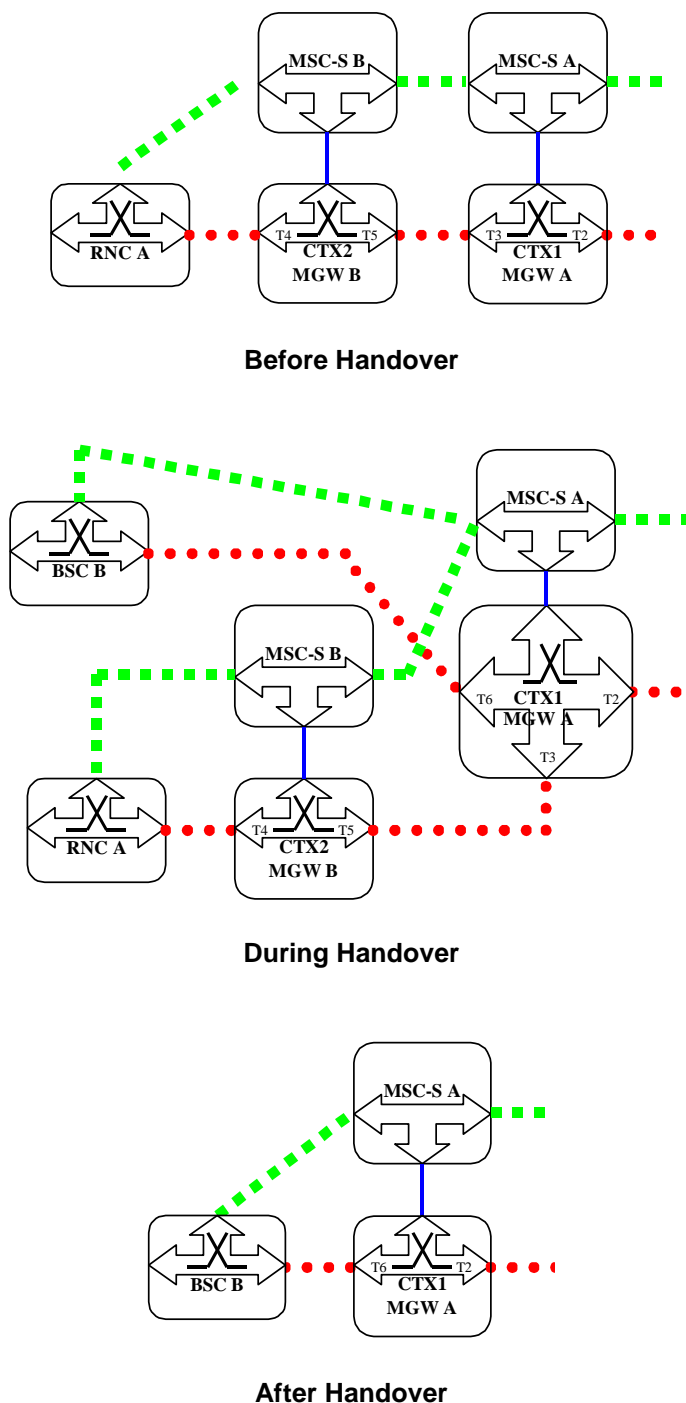 MSC-S B
MSC-S A
T4
T5
T3
T2
RNC A
CTX2
CTX1
MGW B
MGW A
Before Handover
MSC-S A
BSC B
MSC-S B
T6
CTX1
T2
MGW A
T3
T4
T5
RNC A
CTX2
MGW B
During Handover
MSC-S A
T6
T2
BSC B
CTX1
MGW A
After Handover